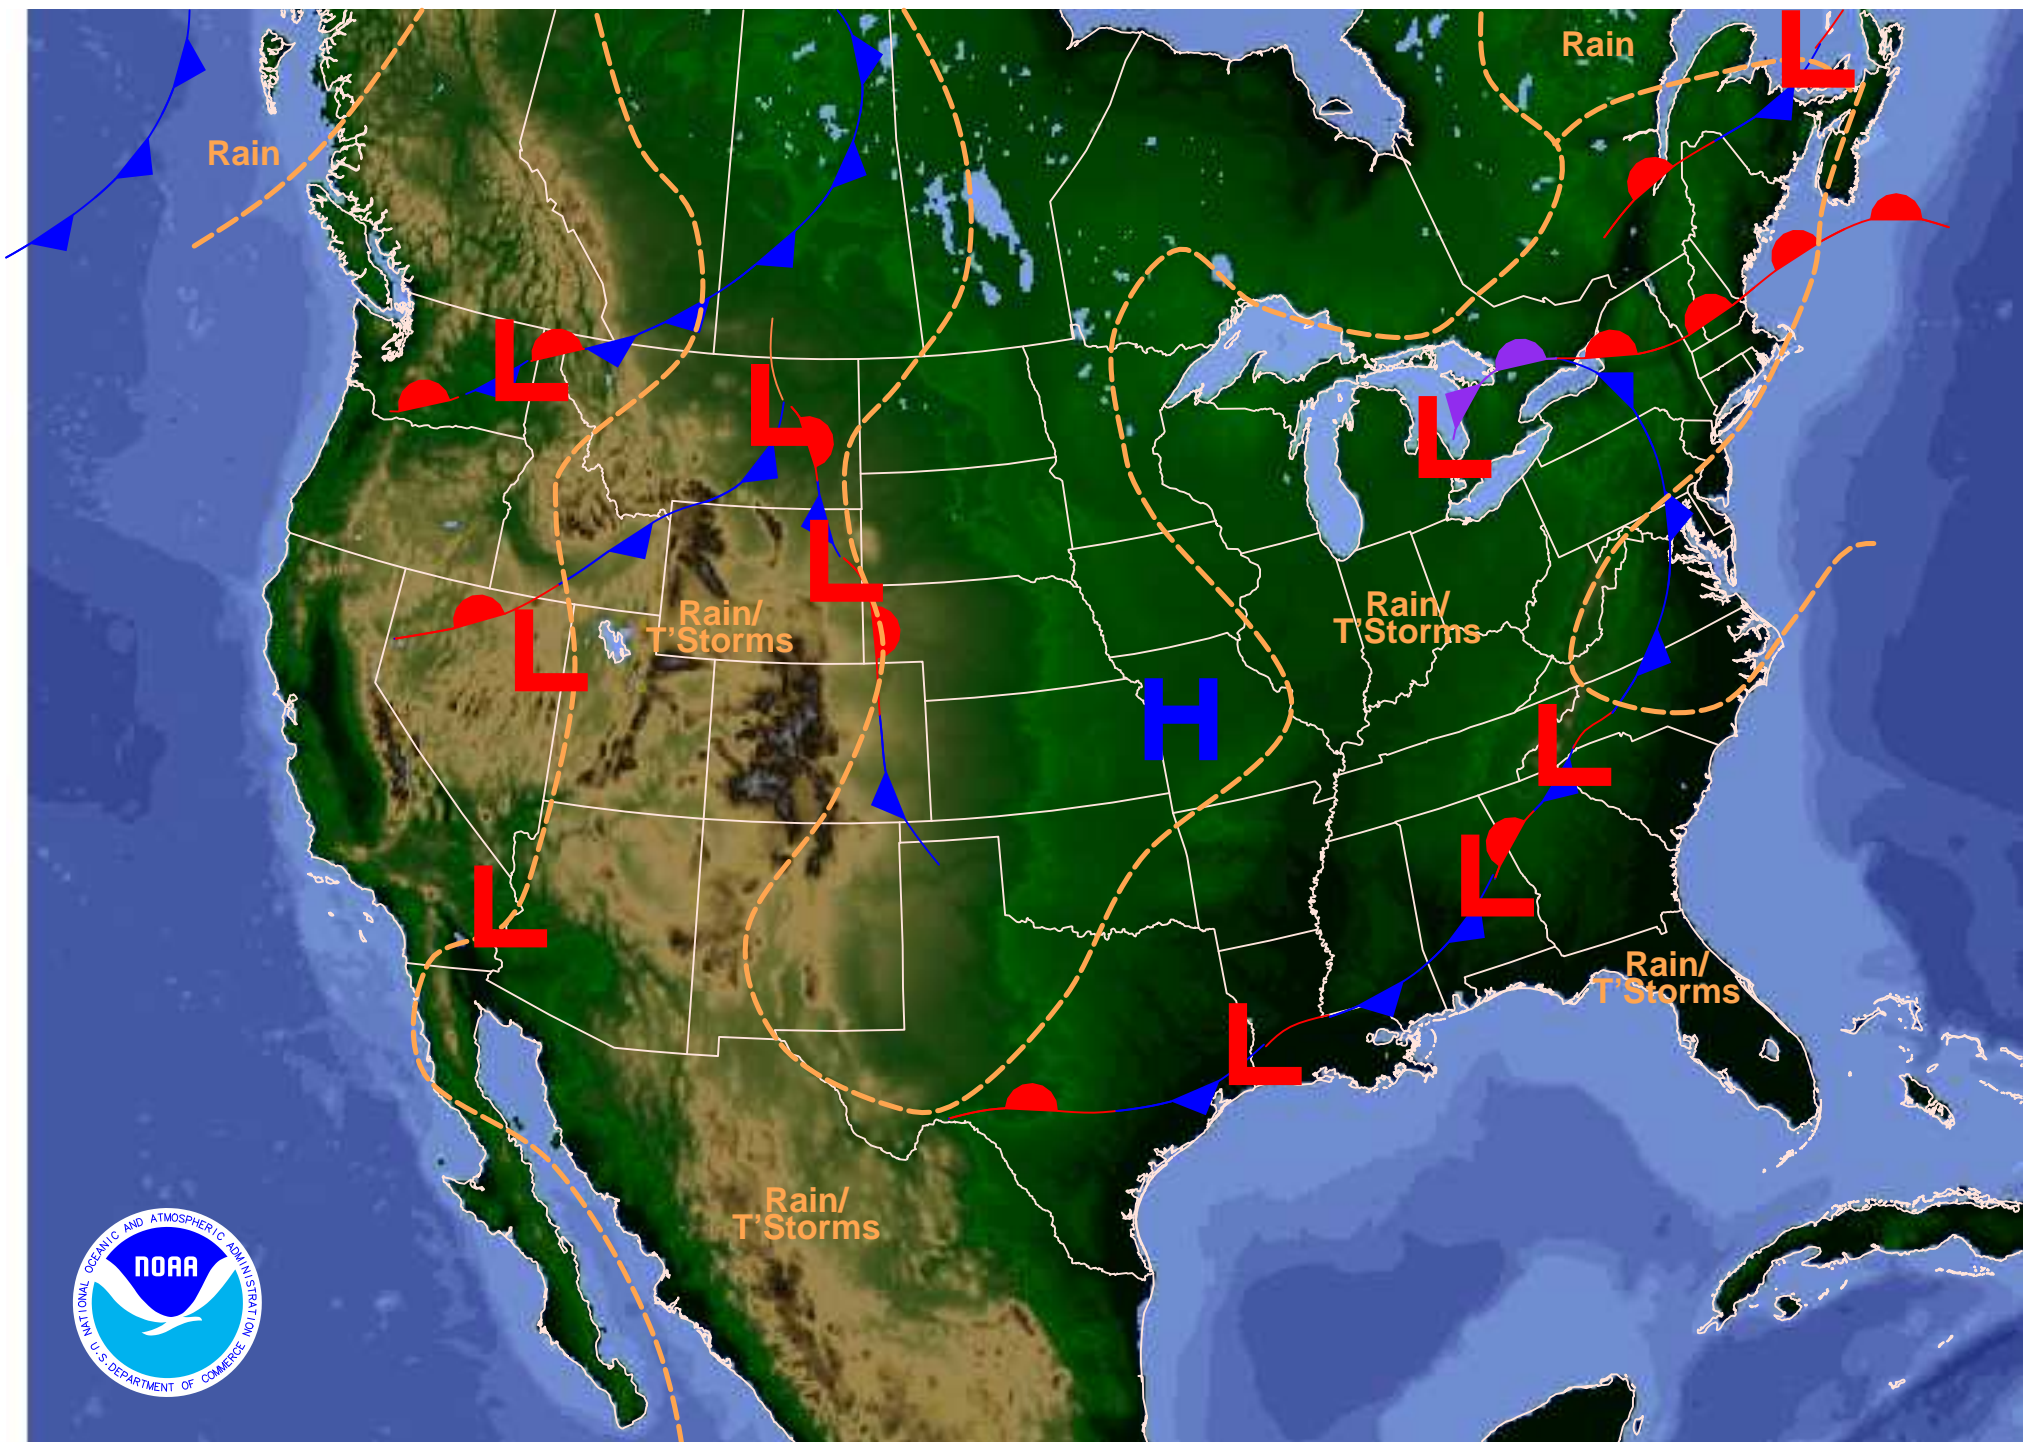 Rain
Rain
Rain/
T'Storms
Rain/
T'Storms
Rain/
T'Storms
Rain/
T'Storms
L
L
L
L
L
L
L
H
L
L
L
L
NATIONAL OCEANIC AND ATMOSPHERIC ADMINISTRATION
NOAA
U.S. DEPARTMENT OF COMMERCE